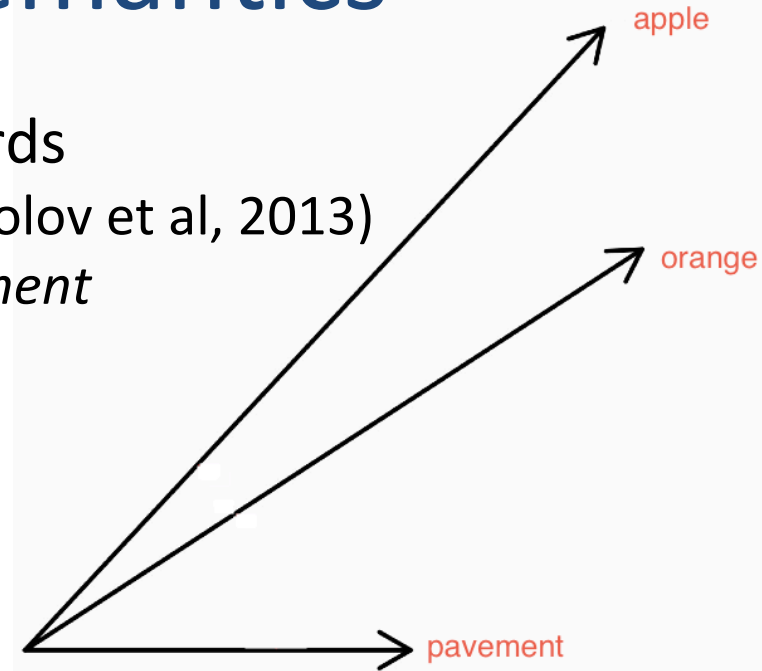 apple
rds
olov et al, 2013)
orange
nent
pavement